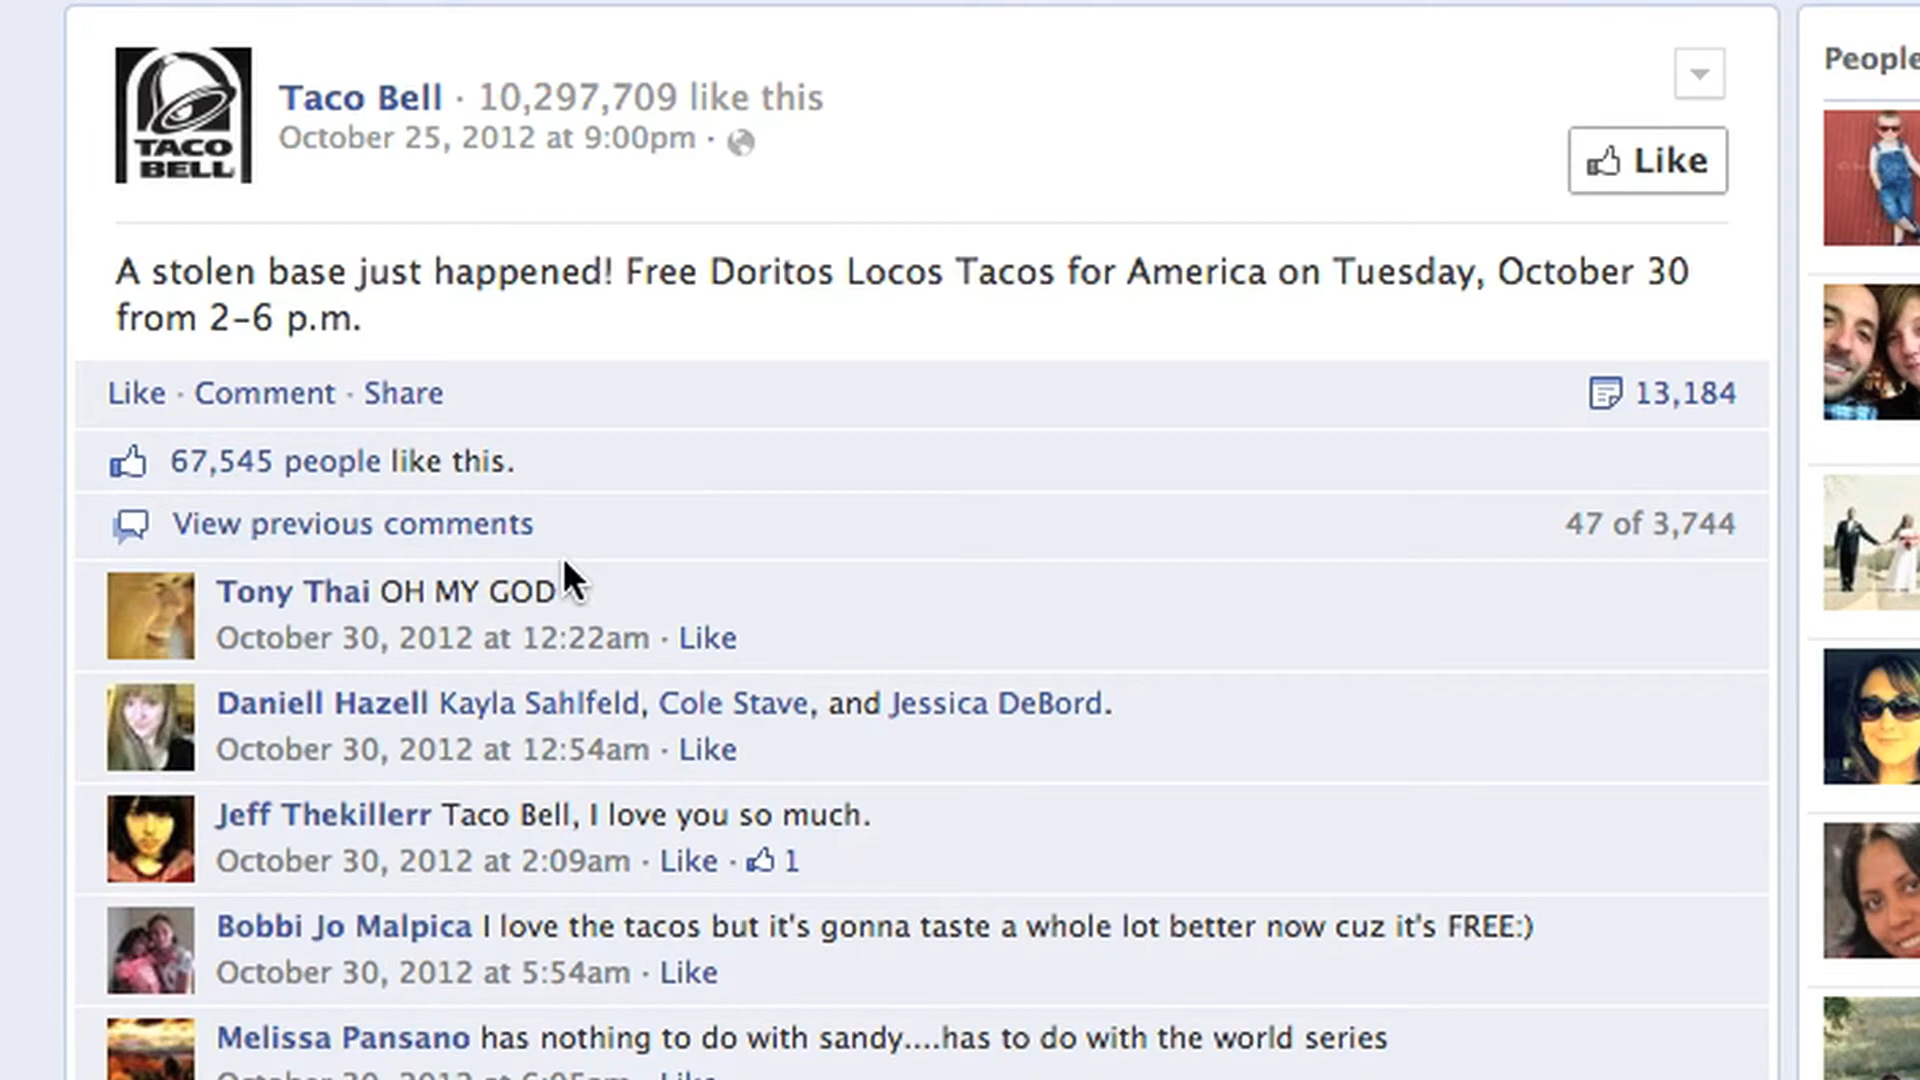 TACO
BELL
Taco Bell · 10,297,709 like this
October 25, 2012 at 9:00pm ·
Like
People
A stolen base just happened! Free Doritos Locos Tacos for America on Tuesday, October 30
from 2-6 p.m.
Like · Comment · Share
13,184
67,545 people like this.
View previous comments
47 of 3,744
Tony Thai OH MY GOD
October 30, 2012 at 12:22am · Like
Daniell Hazell Kayla Sahlfeld, Cole Stave, and Jessica DeBord.
October 30, 2012 at 12:54am · Like
Jeff Thekillerr Taco Bell, I love you so much.
October 30, 2012 at 2:09am · Like · 1
Bobbi Jo Malpica I love the tacos but it's gonna taste a whole lot better now cuz it's FREE:)
October 30, 2012 at 5:54am · Like
Melissa Pansano has nothing to do with sandy....has to do with the world series
October 30, 2012 at 6:05am · Like